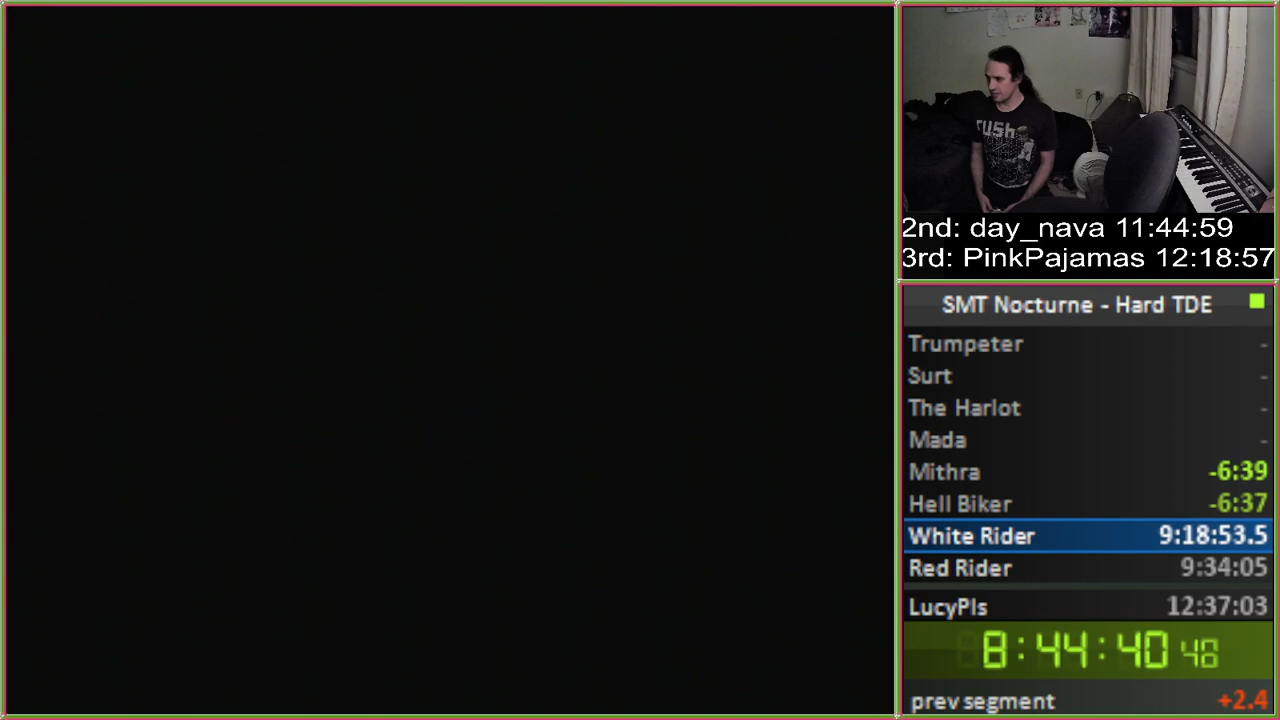 rush
2nd: day_nava 11:44:59
3rd: PinkPajamas 12:18:57
SMT Nocturne - Hard TDE
Trumpeter -
Surt -
The Harlot -
Mada -
Mithra -6:39
Hell Biker -6:37
White Rider 9:18:53.5
Red Rider 9:34:05
LucyPls 12:37:03
8:44:40 48
prev segment +2.4